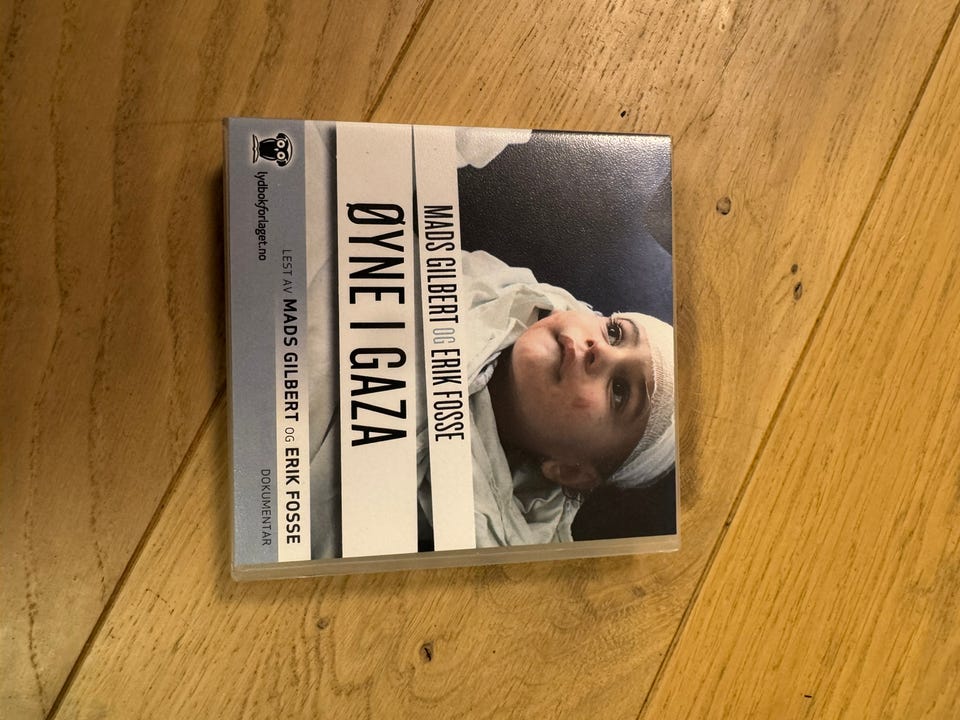 MADS GILBERT OG ERIK FOSSE
ØYNE I GAZA
LEST AV MADS GILBERT OG ERIK FOSSE
lydbokforlaget.no
DOKUMENTAR